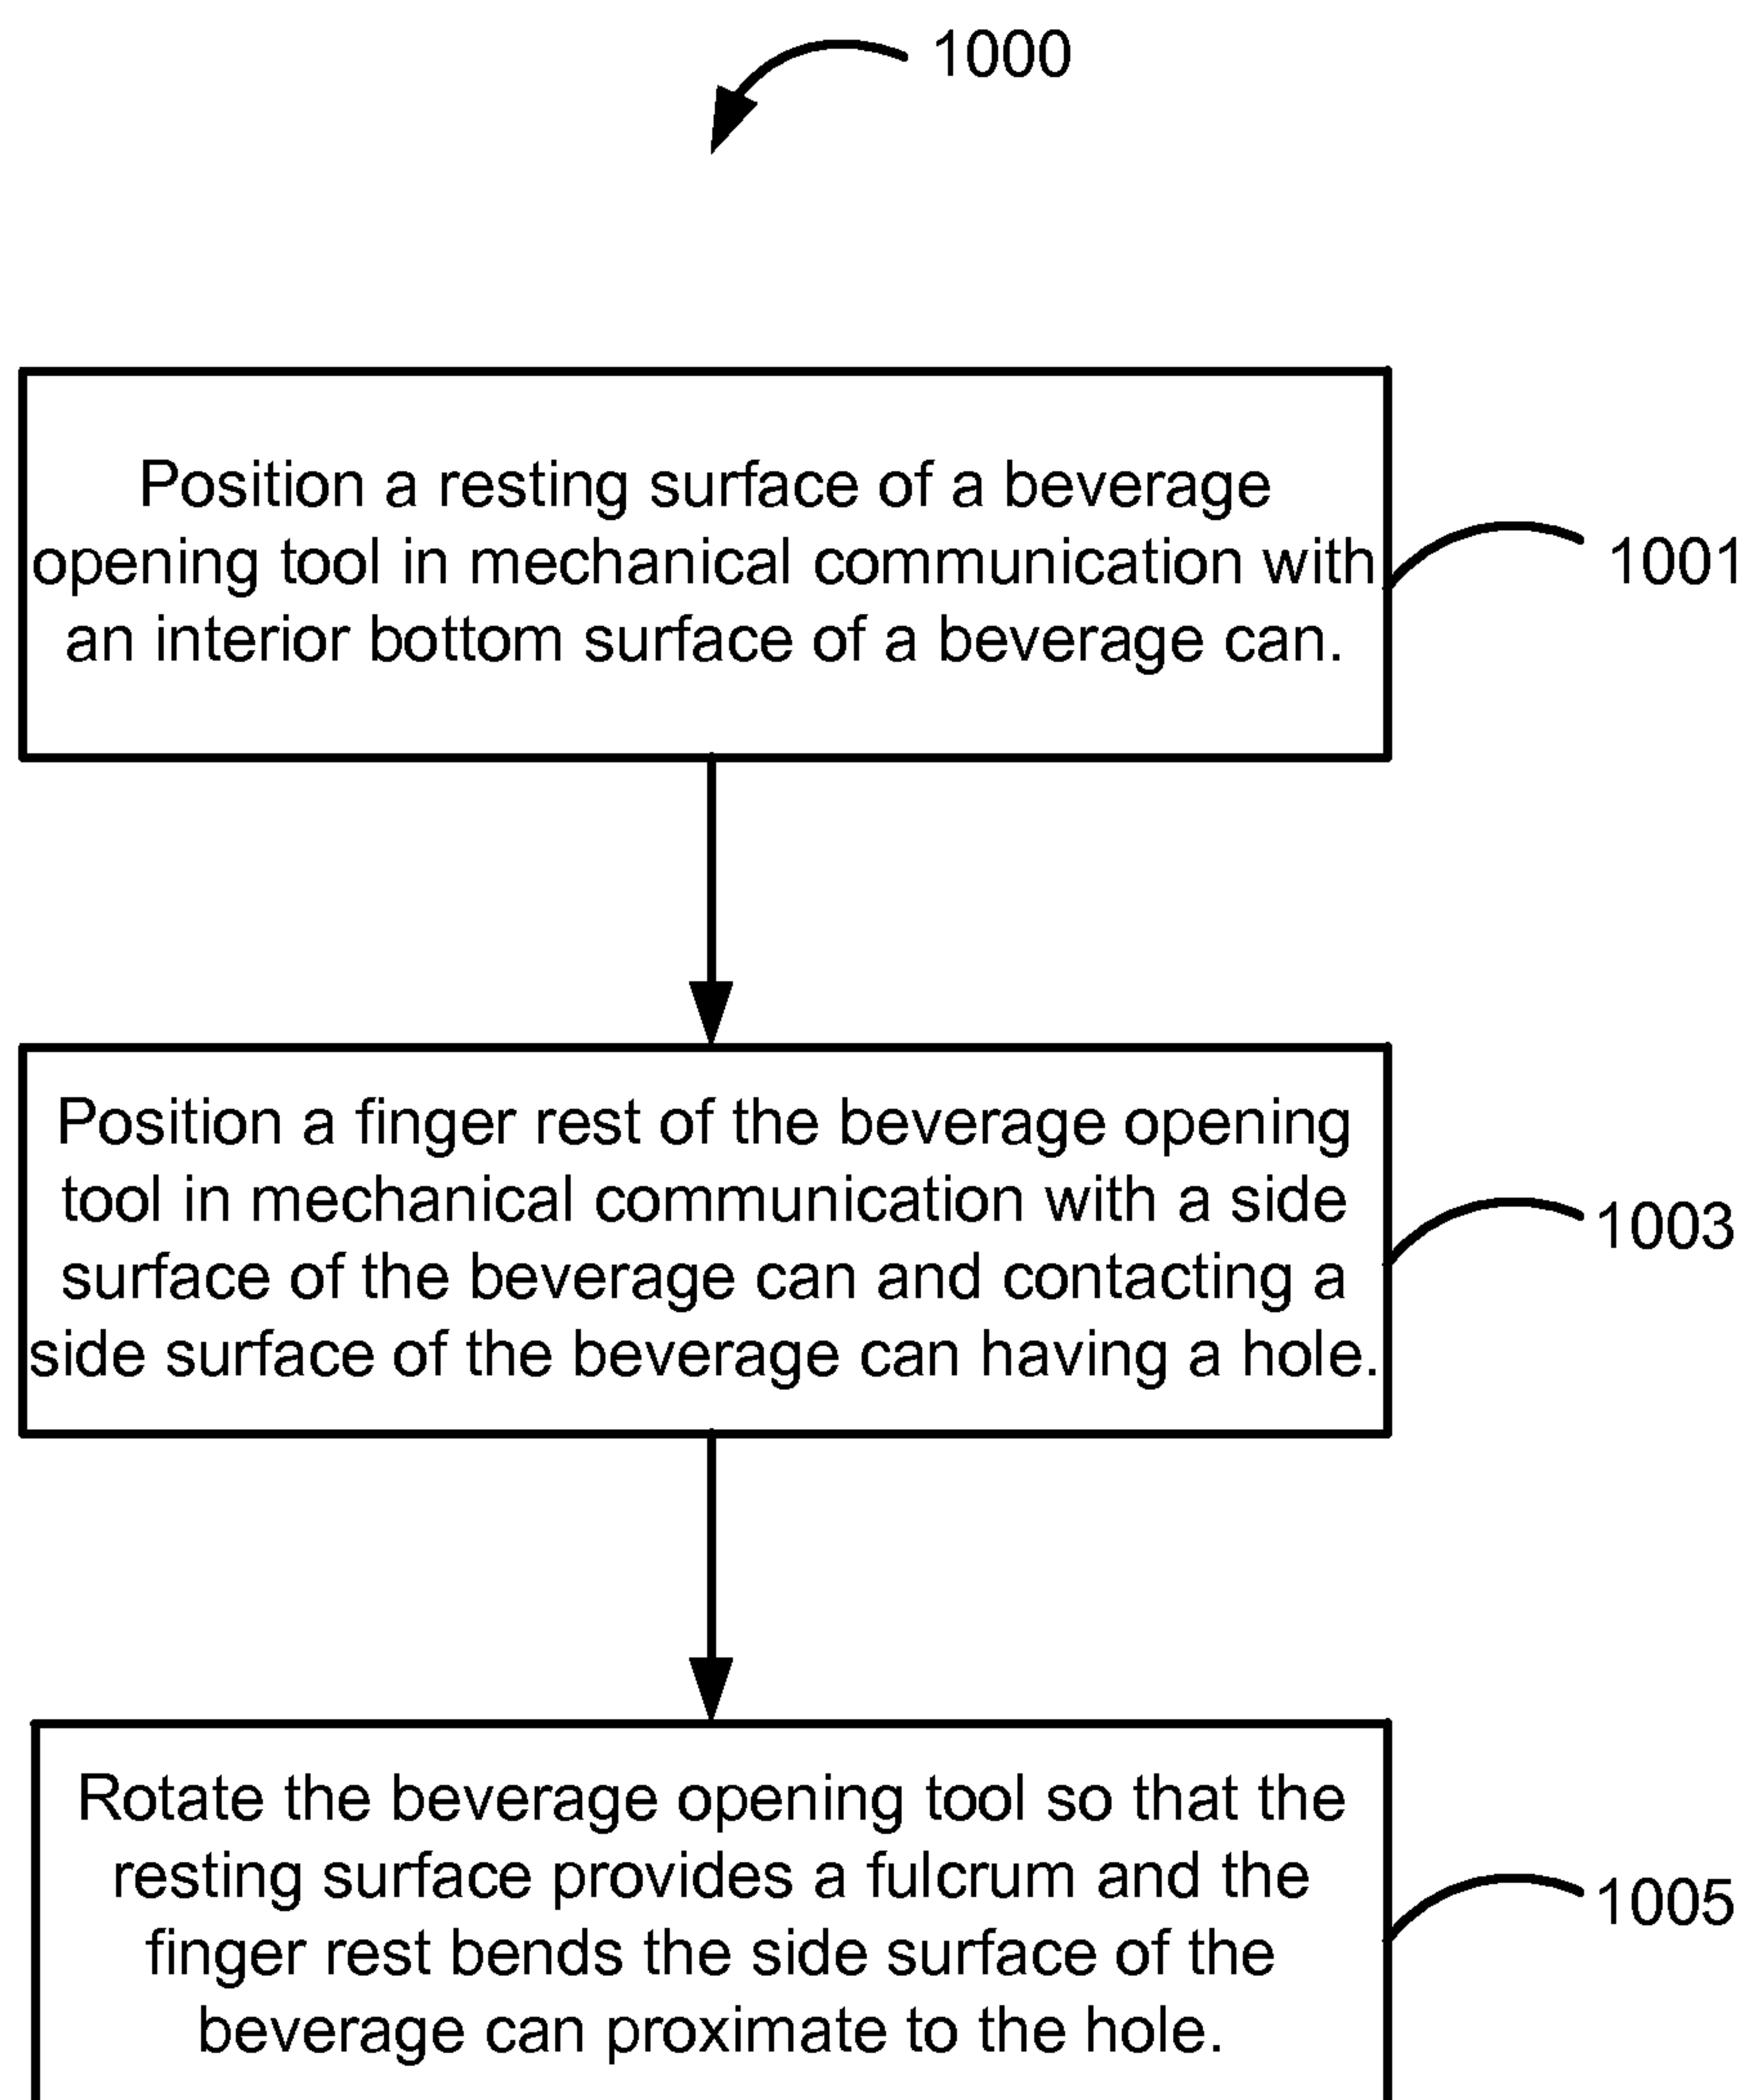 1000
Position a resting surface of a beverage
opening tool in mechanical communication with
an interior bottom surface of a beverage can.
1001
Position a finger rest of the beverage opening
tool in mechanical communication with a side
surface of the beverage can and contacting a
side surface of the beverage can having a hole.
1003
Rotate the beverage opening tool so that the
resting surface provides a fulcrum and the
finger rest bends the side surface of the
beverage can proximate to the hole.
1005